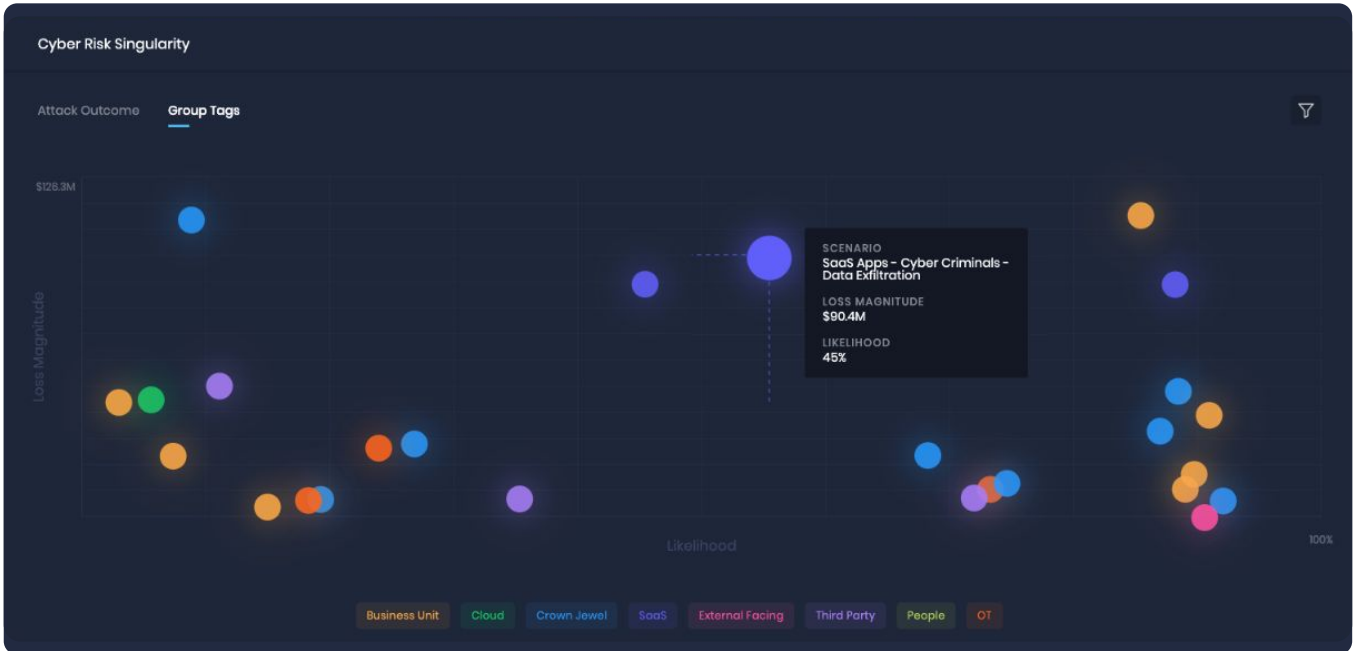 Cyber Risk Singularity
Attack Outcome
Group Tags
$128.3M
Loss Magnitude
SCENARIO
SaaS Apps - Cyber Criminals -
Data Exfiltration
LOSS MAGNITUDE
$90.4M
LIKELIHOOD
45%
Likelihood
100%
Business Unit
Cloud
Crown Jewel
SaaS
External Facing
Third Party
People
OT